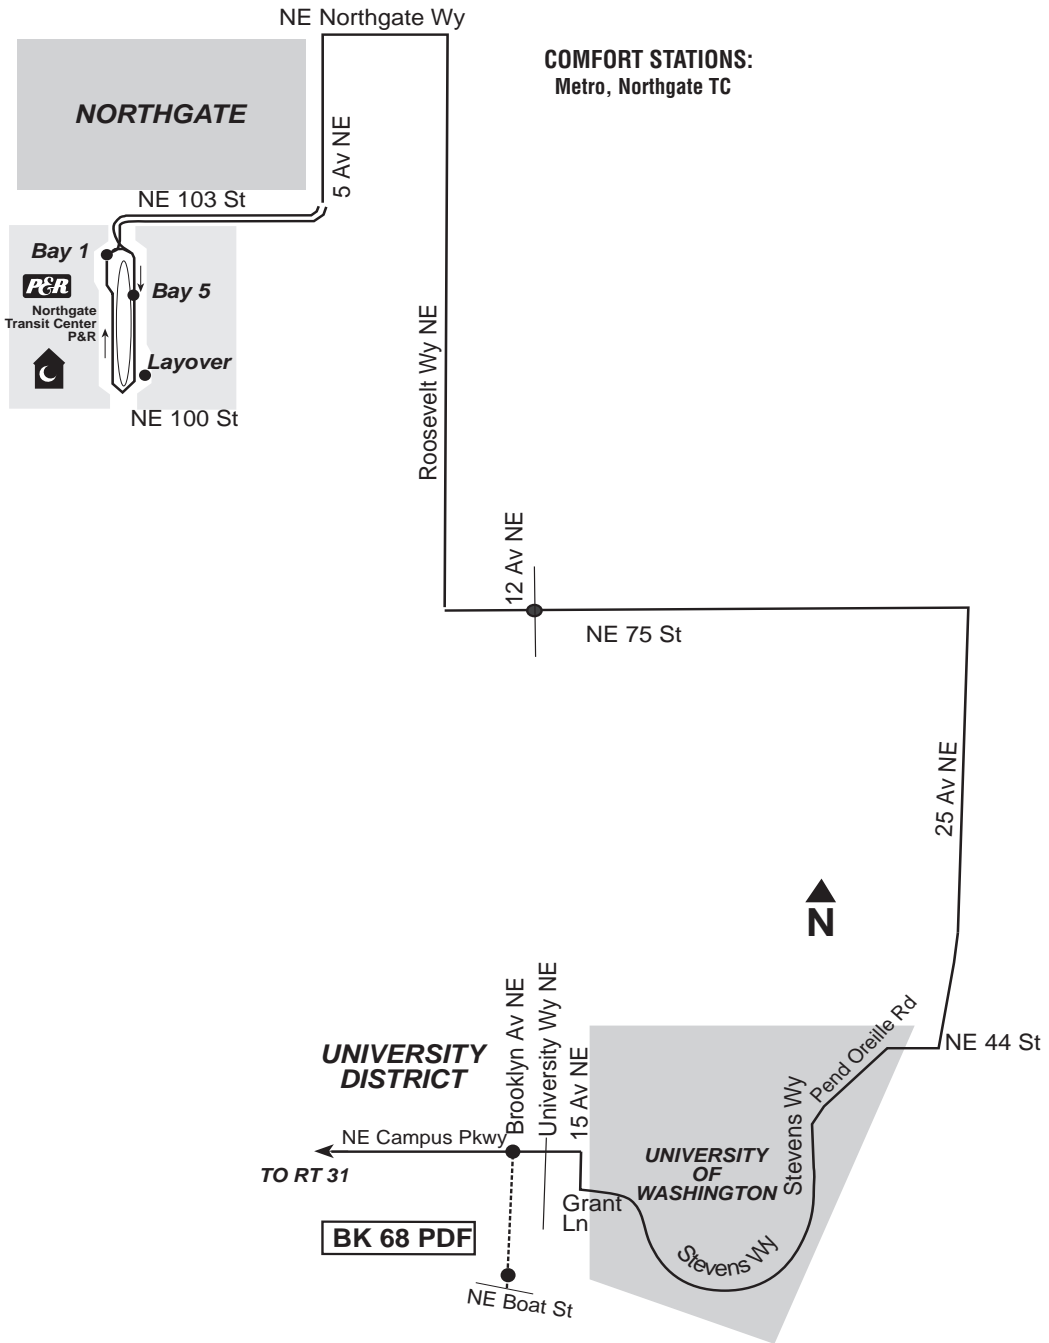 NE Northgate Wy
COMFORT STATIONS:
Metro, Northgate TC
NORTHGATE
5 Av NE
NE 103 St
Bay 1
P&R
Bay 5
Northgate
Transit Center
P&R
Layover
NE 100 St
Roosevelt Wy NE
12 Av NE
NE 75 St
25 Av NE
N
Brooklyn Av NE
University Wy NE
15 Av NE
Pend Oreille Rd
NE 44 St
UNIVERSITY
DISTRICT
Stevens Wy
NE Campus Pkwy
TO RT 31
UNIVERSITY
OF
WASHINGTON
Grant
Ln
BK 68 PDF
Stevens Wy
NE Boat St